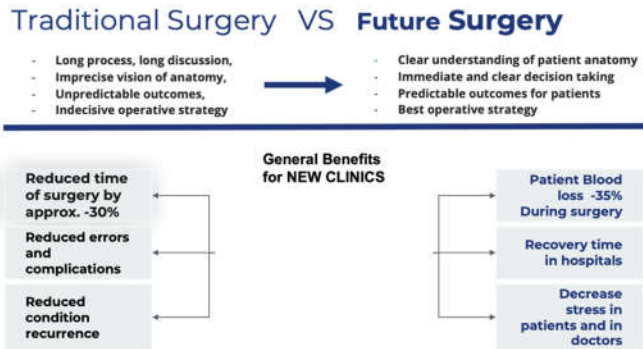 Traditional Surgery VS Future Surgery
- Long process, long discussion,
- Imprecise vision of anatomy,
- Unpredictable outcomes,
- Indecisive operative strategy
- Clear understanding of patient anatomy
- Immediate and clear decision taking
- Predictable outcomes for patients
- Best operative strategy
General Benefits
for NEW CLINICS
Reduced time
of surgery by
approx. -30%
Reduced errors
and
complications
Reduced
condition
recurrence
Patient Blood
loss -35%
During surgery
Recovery time
in hospitals
Decrease
stress in
patients and in
doctors